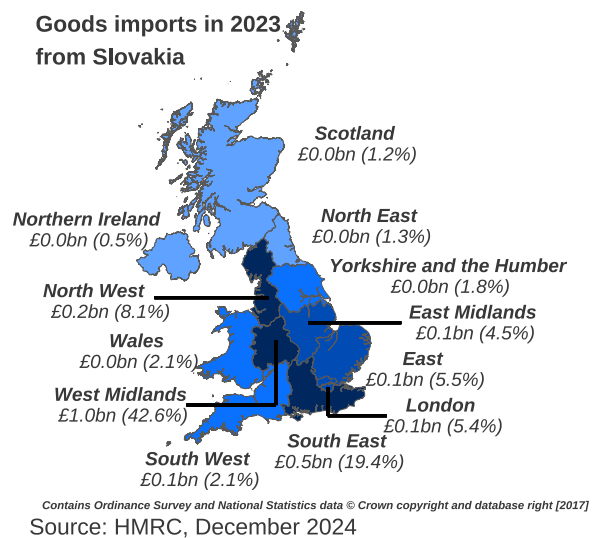 Goods imports in 2023
from Slovakia
Scotland
£0.0bn (1.2%)
Northern Ireland
£0.0bn (0.5%)
North East
£0.0bn (1.3%)
Yorkshire and the Humber
£0.0bn (1.8%)
North West
£0.2bn (8.1%)
East Midlands
£0.1bn (4.5%)
Wales
£0.0bn (2.1%)
East
£0.1bn (5.5%)
West Midlands
£1.0bn (42.6%)
London
£0.1bn (5.4%)
South East
£0.5bn (19.4%)
South West
£0.1bn (2.1%)
Contains Ordinance Survey and National Statistics data © Crown copyright and database right [2017]
Source: HMRC, December 2024